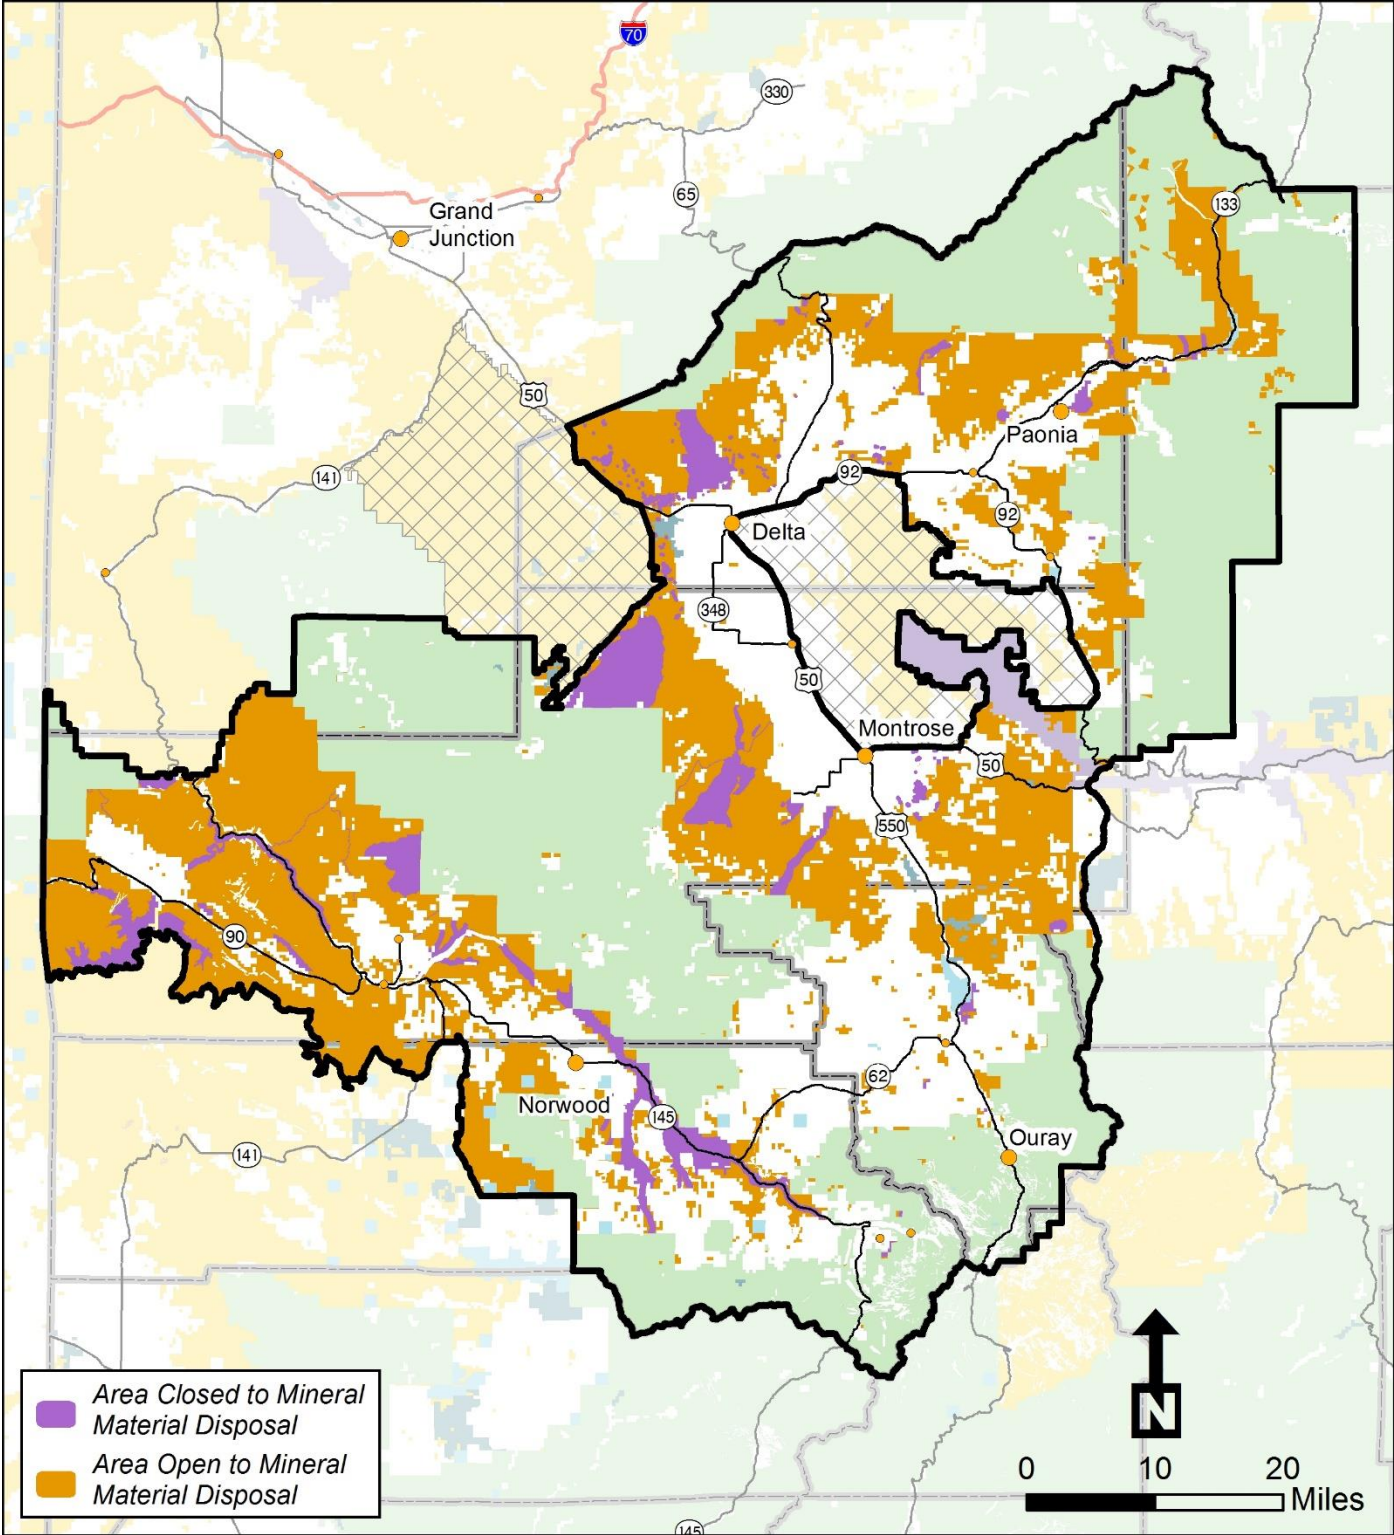 70
330
65
133
Grand
Junction
50
141
Paonia
92
92
Delta
348
50
Montrose
50
550
90
62
Norwood
145
141
Ouray
Area Closed to Mineral
Material Disposal
Area Open to Mineral
Material Disposal
N
0 10 20
Miles
145